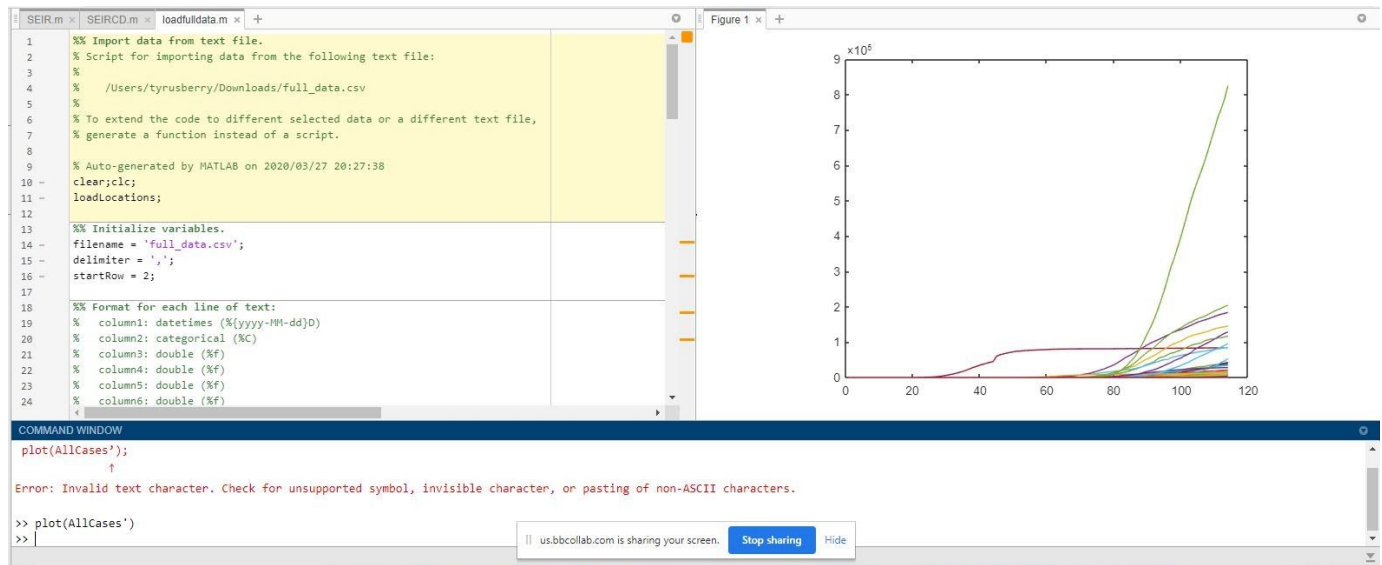 SEIR.m × SEIRCD.m × loadfulldata.m × +
1 %% Import data from text file.
2 % Script for importing data from the following text file:
3 %
4 % /Users/tyrusberry/Downloads/full_data.csv
5 %
6 % To extend the code to different selected data or a different text file,
7 % generate a function instead of a script.
8
9 % Auto-generated by MATLAB on 2020/03/27 20:27:38
10 - clear;clc;
11 - loadLocations;
12
13 %% Initialize variables.
14 - filename = 'full_data.csv';
15 - delimiter = ',';
16 - startRow = 2;
17
18 %% Format for each line of text:
19 % column1: datetimes (%{yyyy-MM-dd}D)
20 % column2: categorical (%C)
21 % column3: double (%f)
22 % column4: double (%f)
23 % column5: double (%f)
24 % column6: double (%f)
Figure 1 × +
×10⁵
9
8
7
6
5
4
3
2
1
0
0 20 40 60 80 100 120
COMMAND WINDOW
plot(AllCases’);
↑
Error: Invalid text character. Check for unsupported symbol, invisible character, or pasting of non-ASCII characters.
>> plot(AllCases')
>>
us.bbcollab.com is sharing your screen. Stop sharing Hide